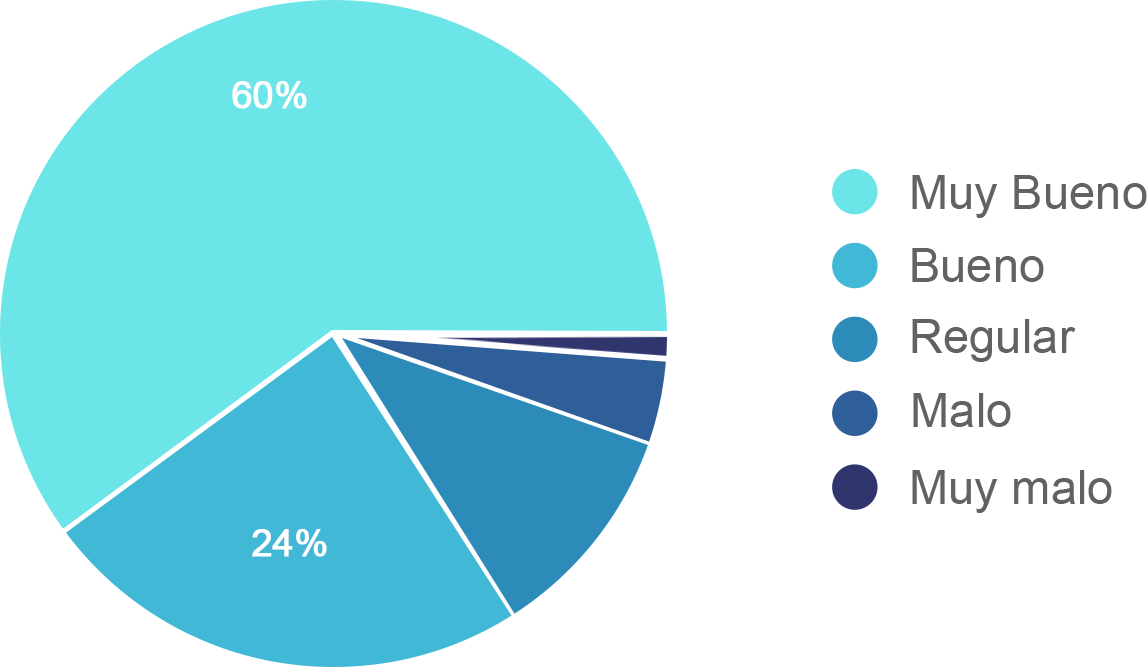 60%
24%
Muy Bueno
Bueno
Regular
Malo
Muy malo